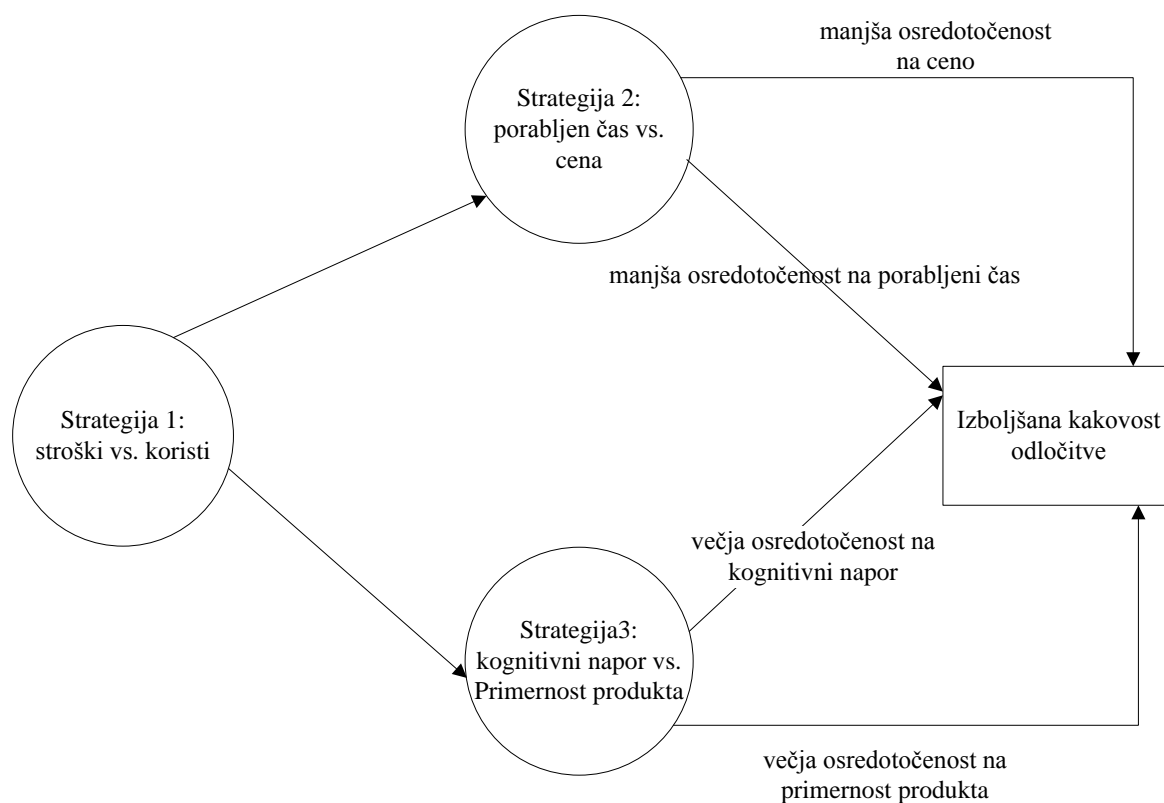 manjša osredotočenost
na ceno
Strategija 2:
porabljen čas vs.
cena
manjša osredotočenost na porabljeni čas
Strategija 1:
stroški vs. koristi
Izboljšana kakovost
odločitve
večja osredotočenost na
kognitivni napor
Strategija3:
kognitivni napor vs.
Primernost produkta
večja osredotočenost na
primernost produkta